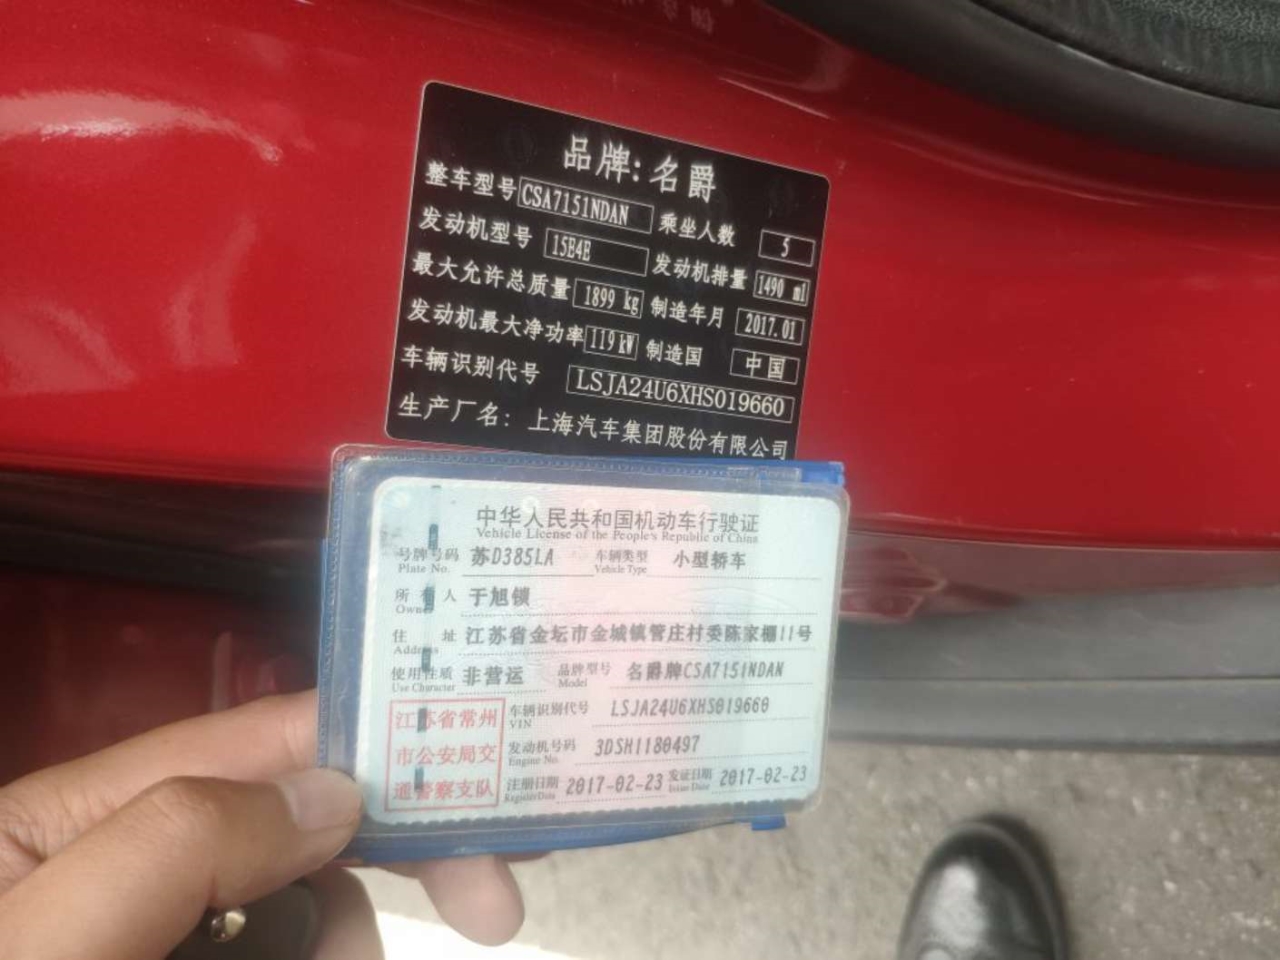 品牌: 名爵
整车型号 CSA7151NDAN 乘坐人数 5
发动机型号 15E4E 发动机排量 1490 ml
最大允许总质量 1899 kg 制造年月 2017.01
发动机最大净功率 119 kW 制造国 中国
车辆识别代号 LSJA24U6XHS019660
生产厂名: 上海汽车集团股份有限公司
中华人民共和国机动车行驶证
Vehicle License of the People's Republic of China
号牌号码 苏D385LA 车辆类型 小型轿车
Plate No. Vehicle Type
所有人 于旭锁
Owner
住 址 江苏省金坛市金城镇管庄村委陈家棚11号
Address
使用性质 非营运 品牌型号 名爵牌CSA7151NDAN
Use Character Model
江苏省常州
市公安局交
通警察支队
车辆识别代号 LSJA24U6XHS019660
VIN
发动机号码 3DSH1180497
Engine No.
注册日期 2017-02-23 发证日期 2017-02-23
Register Date Issue Date